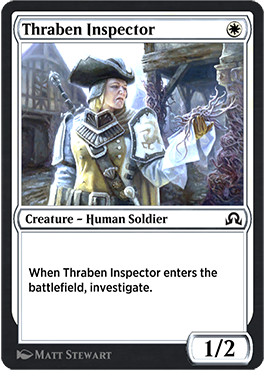 Thraben Inspector
Creature – Human Soldier
When Thraben Inspector enters the
battlefield, investigate.
1/2
Matt Stewart